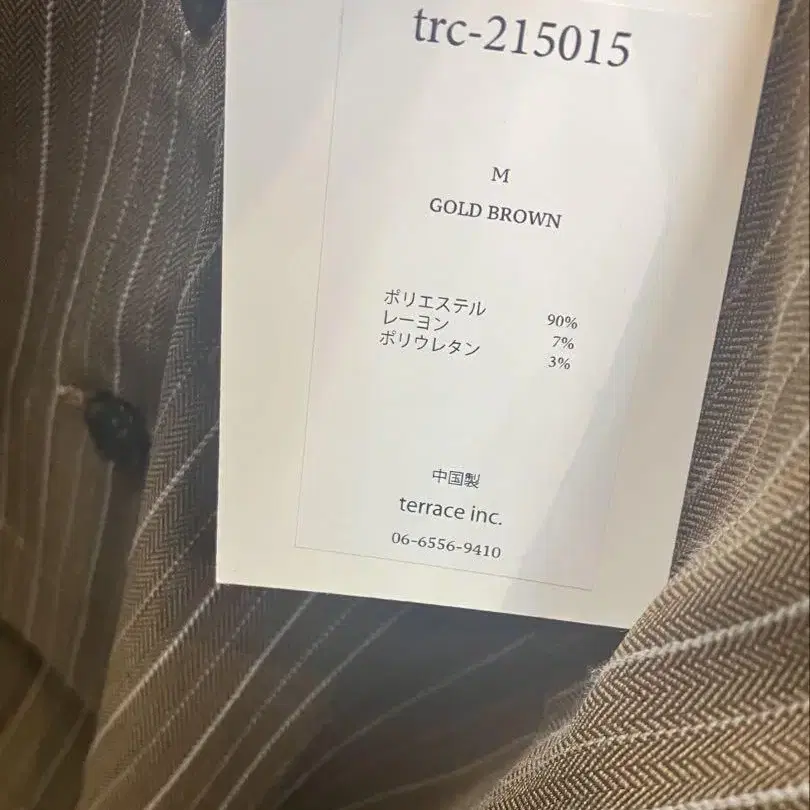 trc-215015
M
GOLD BROWN
ポリエステル 90%
レーヨン 7%
ポリウレタン 3%
中国製
terrace inc.
06-6556-9410